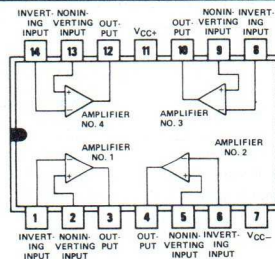 INVERT- NONIN- OUT- OUT- NONIN- INVERT-
ING VERTING PUT VCC+ PUT VERTING ING
INPUT INPUT INPUT INPUT
14 13 12 11 10 9 8
AMPLIFIER AMPLIFIER
NO. 4 NO. 3
AMPLIFIER AMPLIFIER
NO. 1 NO. 2
1 2 3 4 5 6 7
INVERT- NONIN- OUT- OUT- NONIN- INVERT- VCC−
ING VERTING PUT PUT VERTING ING
INPUT INPUT INPUT INPUT